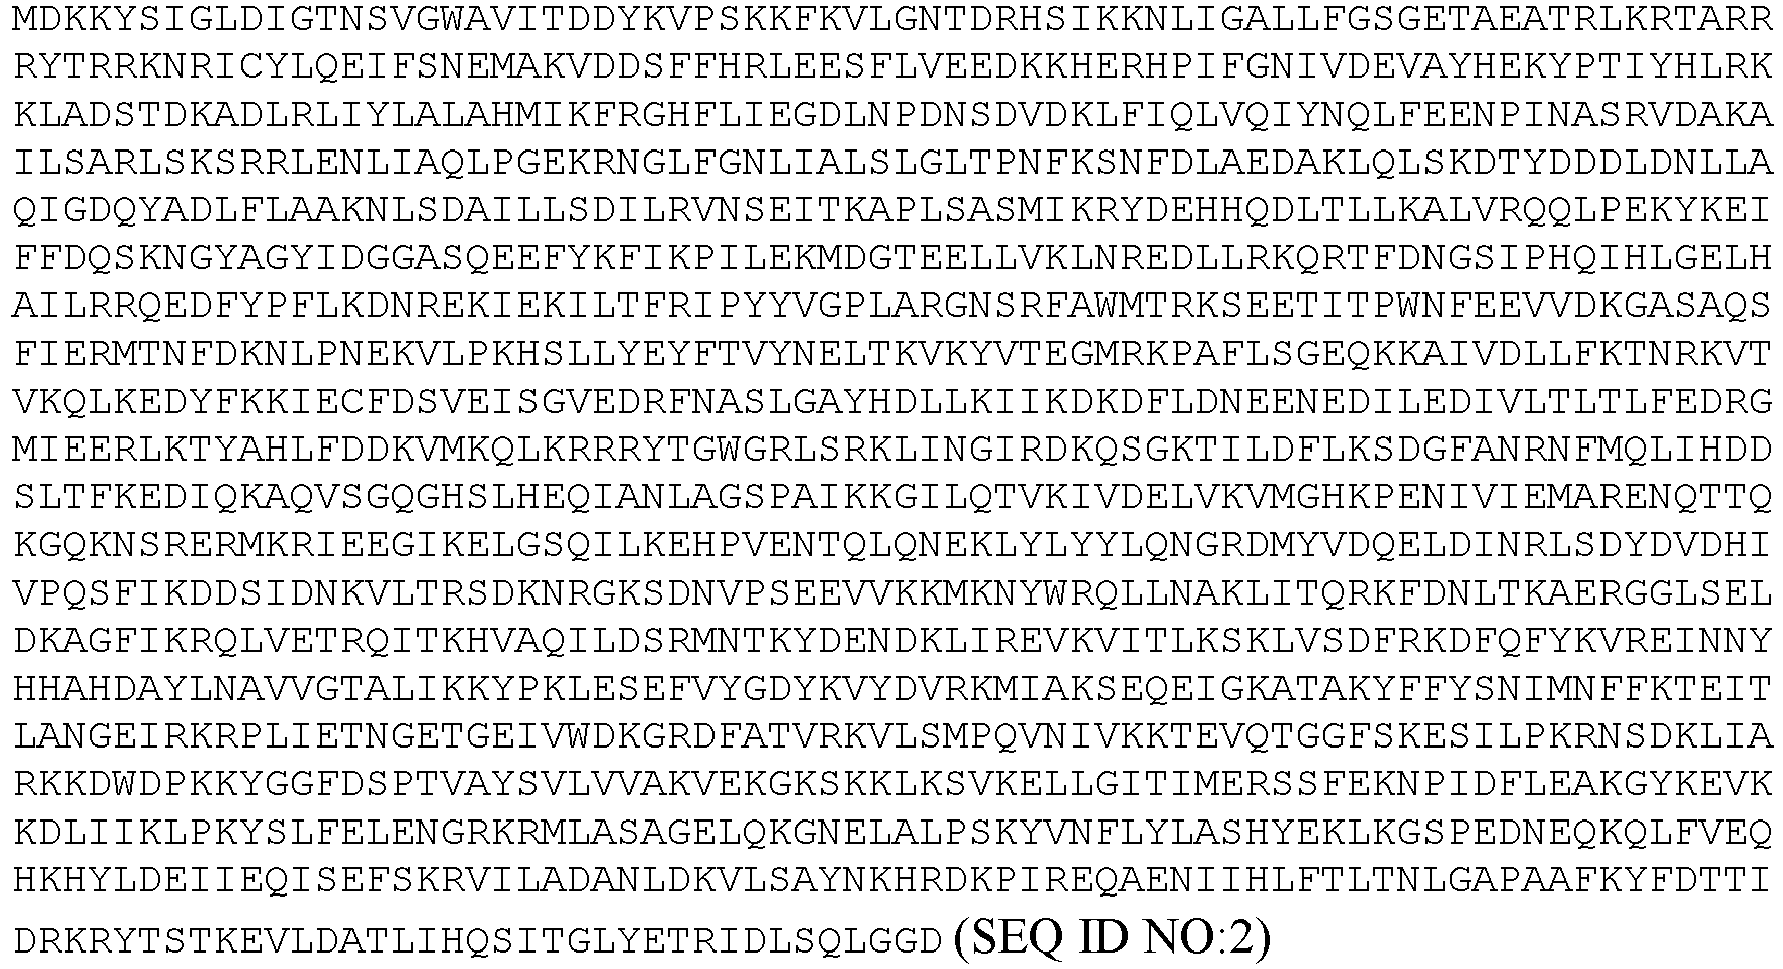 MDKKYSIGLDIGTNSVGWAVITDDYKVPSKKFKVLGNTDRHSIKKNLIGALLFGSGETAEATRLKRTARR
RYTRRKNRICYLQEIFSNEMAKVDDSFFHRLEESFLVEEDKKHERHPIFGNIVDEVAYHEKYPTIYHLRK
KLADSTDKADLRLIYLALAHMIKFRGHFLIEGDLNPDNSDVDKLFIQLVQIYNQLFEENPINASRVDAKA
ILSARLSKSRRLENLIAQLPGEKRNGLFGNLIALSLGLTPNFKSNFDLAEDAKLQLSKDTYDDDLDNLLA
QIGDQYADLFLAAKNLSDAILLSDILRVNSEITKAPLSASMIKRYDEHHQDLTLLKALVRQQLPEKYKEI
FFDQSKNGYAGYIDGGASQEEFYKFIKPILEKMDGTEELLVKLNREDLLRKQRTFDNGSIPHQIHLGELH
AILRRQEDFYPFLKDNREKIEKILTFRIPYYVGPLARGNSRFAWMTRKSEETITPWNFEEVVDKGASAQS
FIERMTNFDKNLPNEKVLPKHSLLYEYFTVYNELTKVKYVTEGMRKPAFLSGEQKKAIVDLLFKTNRKVT
VKQLKEDYFKKIECFDSVEISGVEDRFNASLGAYHDLLKIIKDKDFLDNEENEDILEDIVLTLTLFEDRG
MIEERLKTYAHLFDDKVMKQLKRRRYTGWGRLSRKLINGIRDKQSGKTILDFLKSDGFANRNFMQLIHDD
SLTFKEDIQKAQVSGQGHSLHEQIANLAGSPAIKKGILQTVKIVDELVKVMGHKPENIVIEMARENQTTQ
KGQKNSRERMKRIEEGIKELGSQILKEHPVENTQLQNEKLYLYYLQNGRDMYVDQELDINRLSDYDVDHI
VPQSFIKDDSIDNKVLTRSDKNRGKSDNVPSEEVVKKMKNYWRQLLNAKLITQRKFDNLTKAERGGLSEL
DKAGFIKRQLVETRQITKHVAQILDSRMNTKYDENDKLIREVKVITLKSKLVSDFRKDFQFYKVREINNY
HHAHDAYLNAVVGTALIKKYPKLESEFVYGDYKVYDVRKMIAKSEQEIGKATAKYFFYSNIMNFFKTEIT
LANGEIRKRPLIETNGETGEIVWDKGRDFATVRKVLSMPQVNIVKKTEVQTGGFSKESILPKRNSDKLIA
RKKDWDPKKYGGFDSPTVAYSVLVVAKVEKGKSKKLKSVKELLGITIMERSSFEKNPIDFLEAKGYKEVK
KDLIIKLPKYSLFELENGRKRMLASAGELQKGNELALPSKYVNFLYLASHYEKLKGSPEDNEQKQLFVEQ
HKHYLDEIIEQISEFSKRVILADANLDKVLSAYNKHRDKPIREQAENIIHLFTLTNLGAPAAFKYFDTTI
DRKRYTSTKEVLDATLIHQSITGLYETRIDLSQLGGD (SEQ ID NO:2)